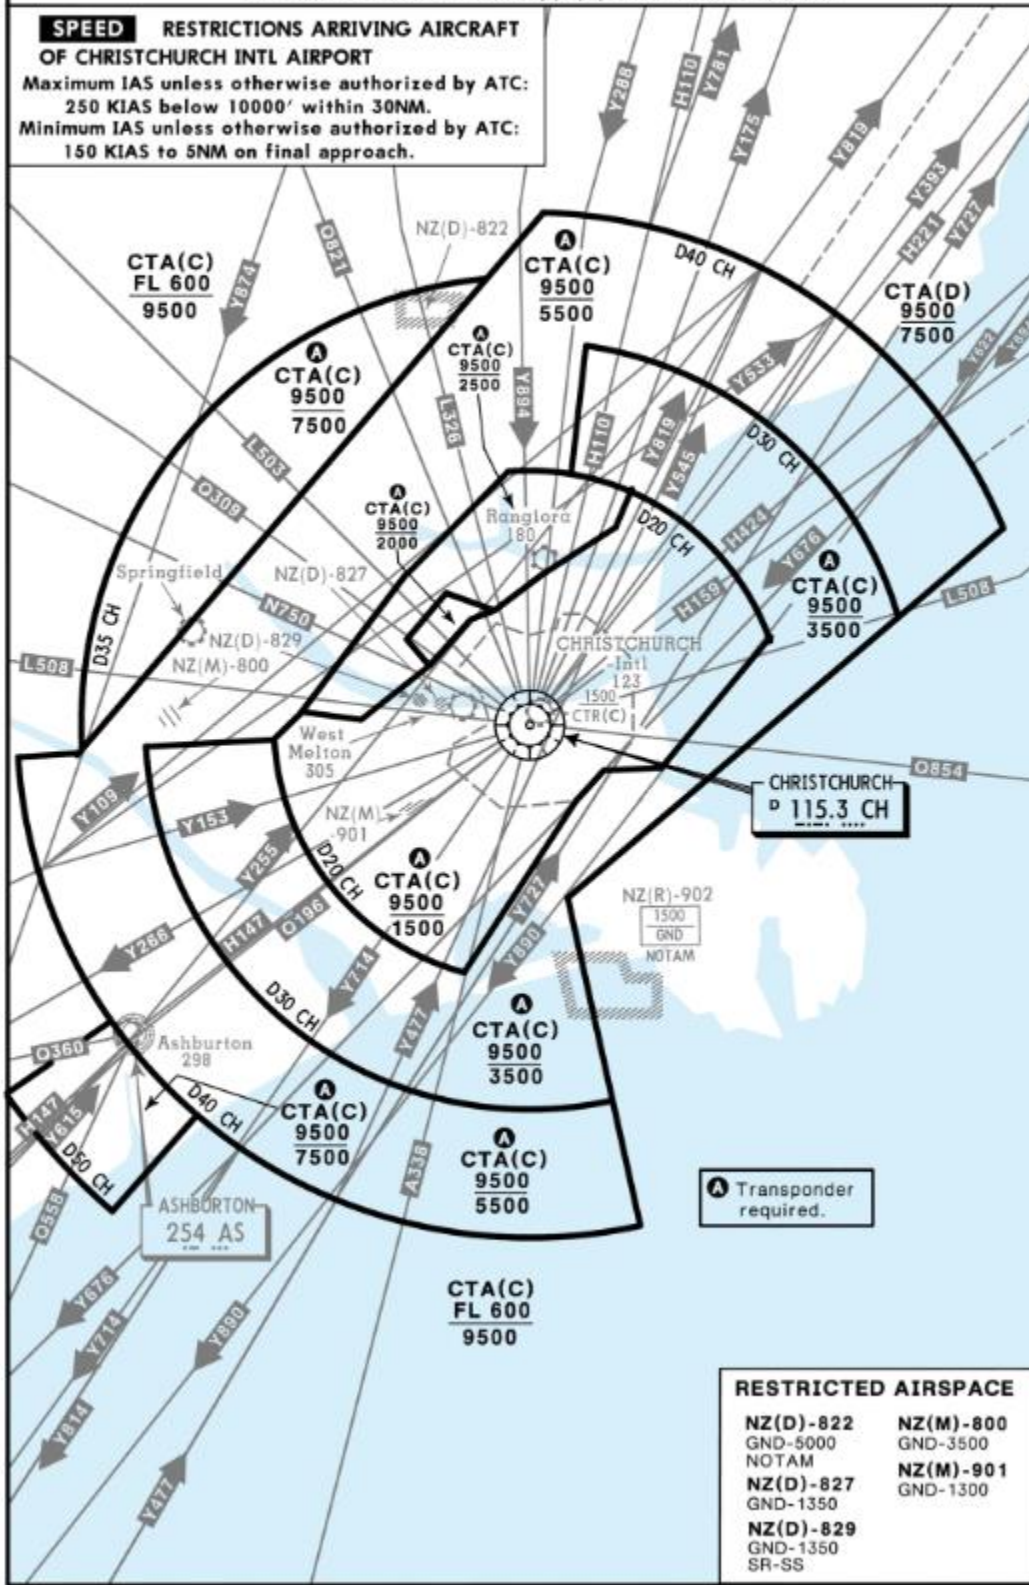 SPEED RESTRICTIONS ARRIVING AIRCRAFT
OF CHRISTCHURCH INTL AIRPORT
Maximum IAS unless otherwise authorized by ATC:
250 KIAS below 10000' within 30NM.
Minimum IAS unless otherwise authorized by ATC:
150 KIAS to 5NM on final approach.
Y288
H110
Y781
Y175
Y819
Y393
H221
Y727
Y874
O821
NZ(D)-822
CTA(C)
FL 600
9500
A
CTA(C)
9500
5500
D40 CH
CTA(D)
9500
7500
Y622
A
CTA(C)
9500
7500
A
CTA(C)
9500
2500
L326
Y894
Y533
H110
Y819
Y545
D30 CH
L503
O309
A
CTA(C)
9500
2000
Rangiora
180
D20 CH
H424
Y676
A
CTA(C)
9500
3500
Springfield
NZ(D)-827
N750
H159
L508
D35 CH
NZ(D)-829
NZ(M)-800
L508
CHRISTCHURCH
-Intl
123
1500
CTR(C)
West
Melton
305
O854
CHRISTCHURCH
D 115.3 CH
Y109
Y153
NZ(M)
-901
Y255
D20 CH
A
CTA(C)
9500
1500
H147
O196
Y266
Y727
Y890
NZ(R)-902
1500
GND
NOTAM
Y714
D30 CH
Y477
A
CTA(C)
9500
3500
O360
Ashburton
298
H147
Y615
D50 CH
D40 CH
A
CTA(C)
9500
7500
A338
A
CTA(C)
9500
5500
A Transponder
required.
O558
ASHBURTON
254 AS
Y676
Y714
Y890
Y814
Y477
CTA(C)
FL 600
9500
RESTRICTED AIRSPACE
NZ(D)-822
GND-5000
NOTAM
NZ(D)-827
GND-1350
NZ(D)-829
GND-1350
SR-SS
NZ(M)-800
GND-3500
NZ(M)-901
GND-1300